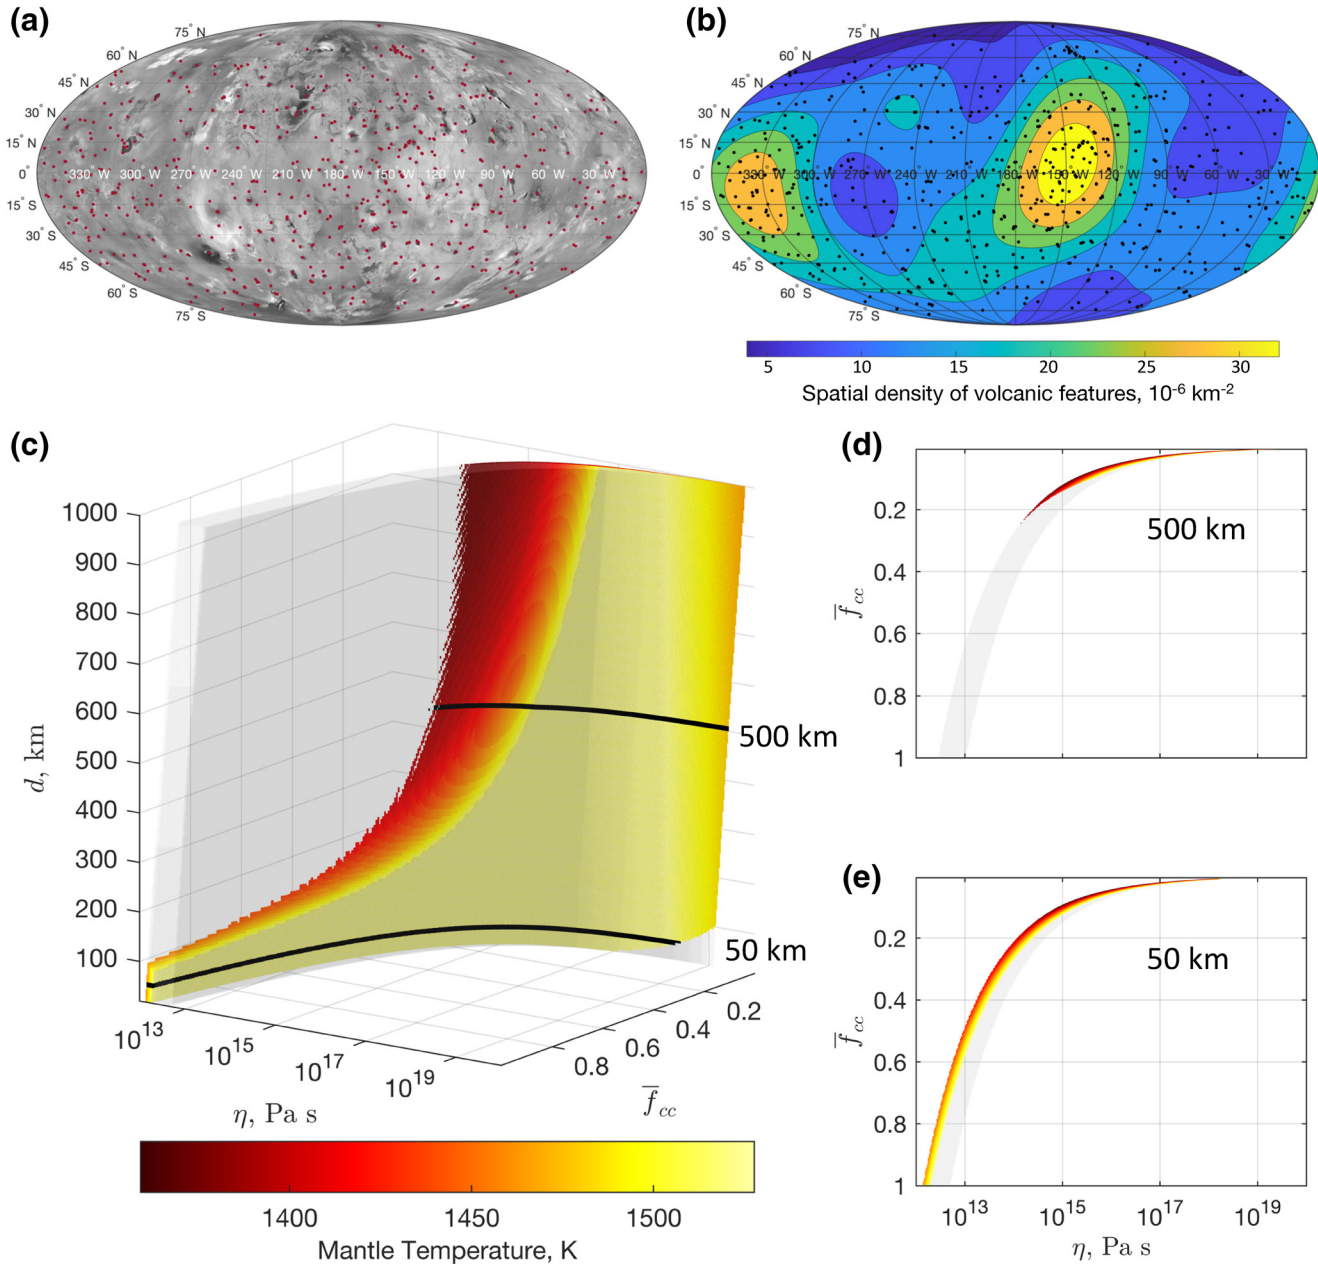 (a)
75° N
60° N
45° N
30° N
15° N
0°
15° S
30° S
45° S
60° S
75° S
330 W 300 W 270 W 240 W 210 W 180 W 150 W 120 W 90 W 60 W 30 W
(b)
75° N
60° N
45° N
30° N
15° N
0°
15° S
30° S
45° S
60° S
75° S
330 W 300 W 270 W 240 W 210 W 180 W 150 W 120 W 90 W 60 W 30 W
5 10 15 20 25 30
Spatial density of volcanic features, 10⁻⁶ km⁻²
(c)
1000
900
800
700
600
500
400
300
200
100
d, km
500 km
50 km
10¹³ 10¹⁵ 10¹⁷ 10¹⁹
η, Pa s
0.8 0.6 0.4 0.2
f̅cc
1400 1450 1500
Mantle Temperature, K
(d)
0.2
0.4
0.6
0.8
1
f̅cc
500 km
(e)
0.2
0.4
0.6
0.8
1
f̅cc
50 km
10¹³ 10¹⁵ 10¹⁷ 10¹⁹
η, Pa s